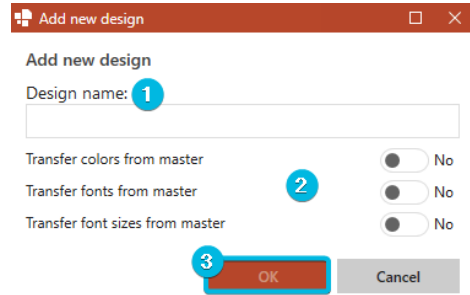 Add new design
Add new design
Design name: 1
Transfer colors from master No
Transfer fonts from master 2 No
Transfer font sizes from master No
3
OK Cancel